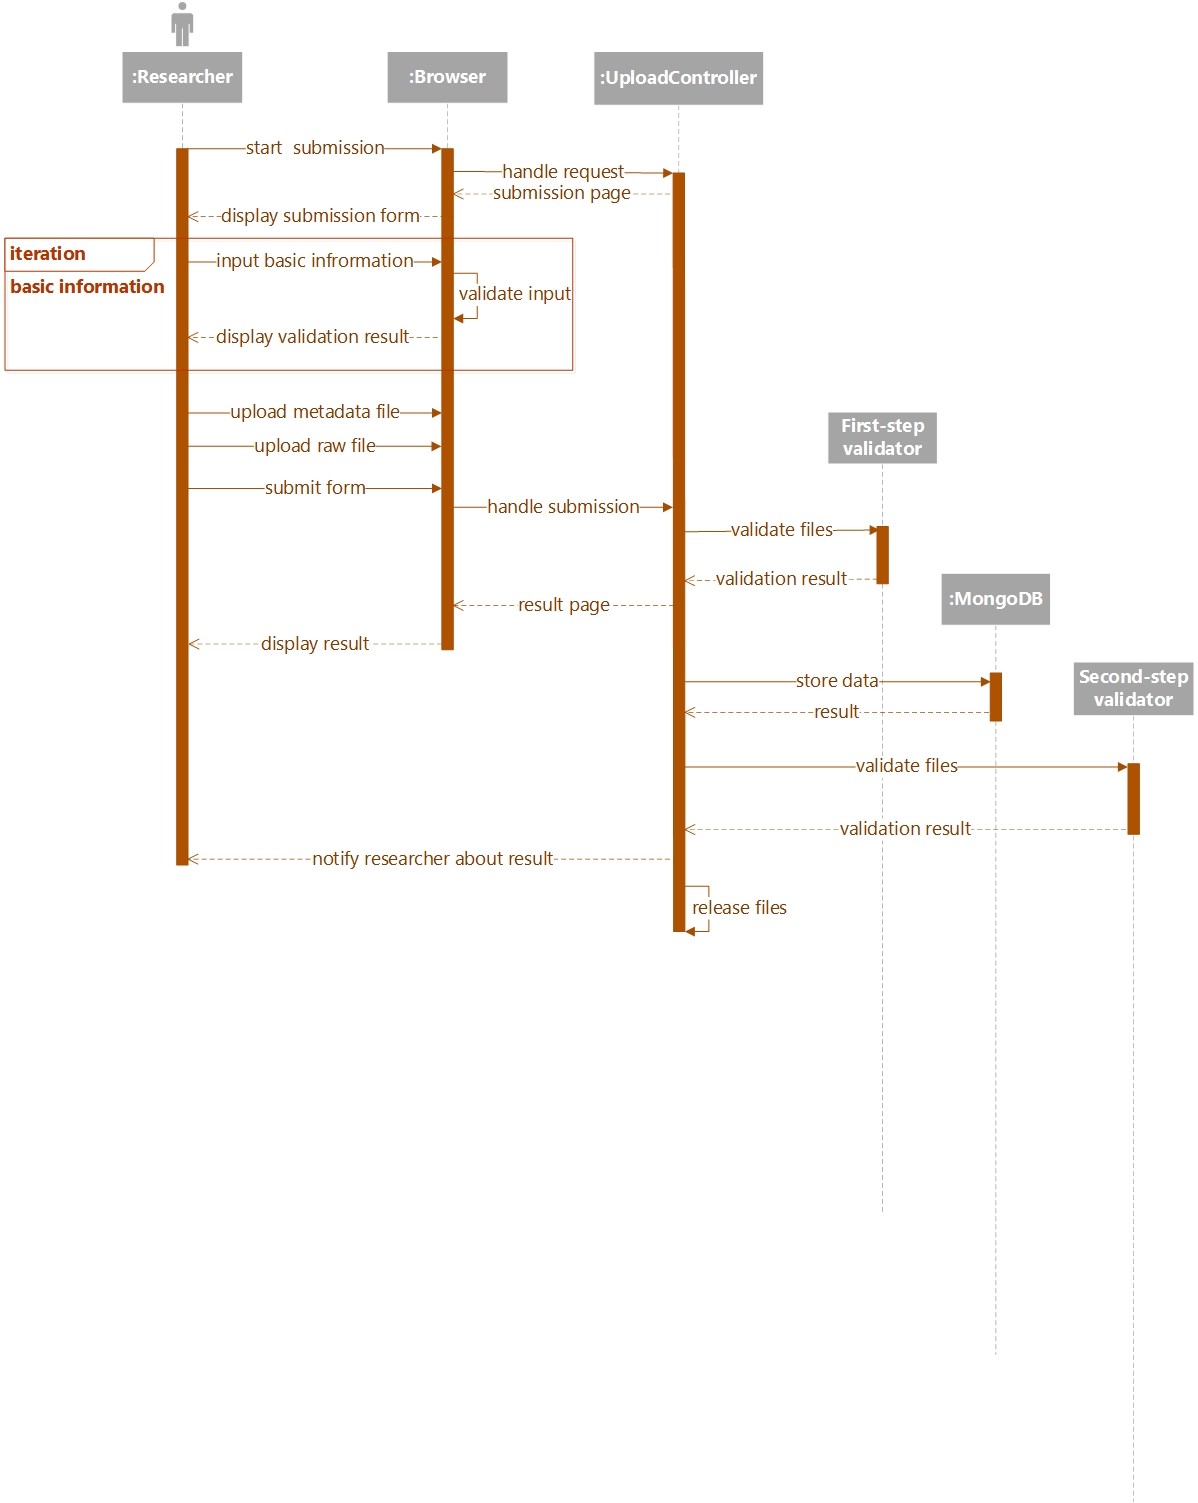 :Researcher
:Browser
:UploadController
start  submission
handle request
submission page
display submission form
iteration
input basic infrormation
basic information
validate input
display validation result
upload metadata file
First-step
validator
upload raw file
submit form
handle submission
validate files
validation result
:MongoDB
result page
display result
Second-step
validator
store data
result
validate files
validation result
notify researcher about result
release files